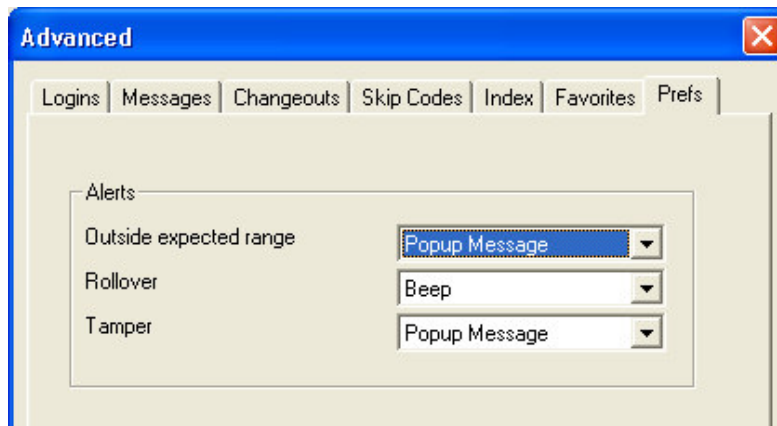 Advanced
Logins Messages Changeouts Skip Codes Index Favorites Prefs
Alerts
Outside expected range Popup Message
Rollover Beep
Tamper Popup Message